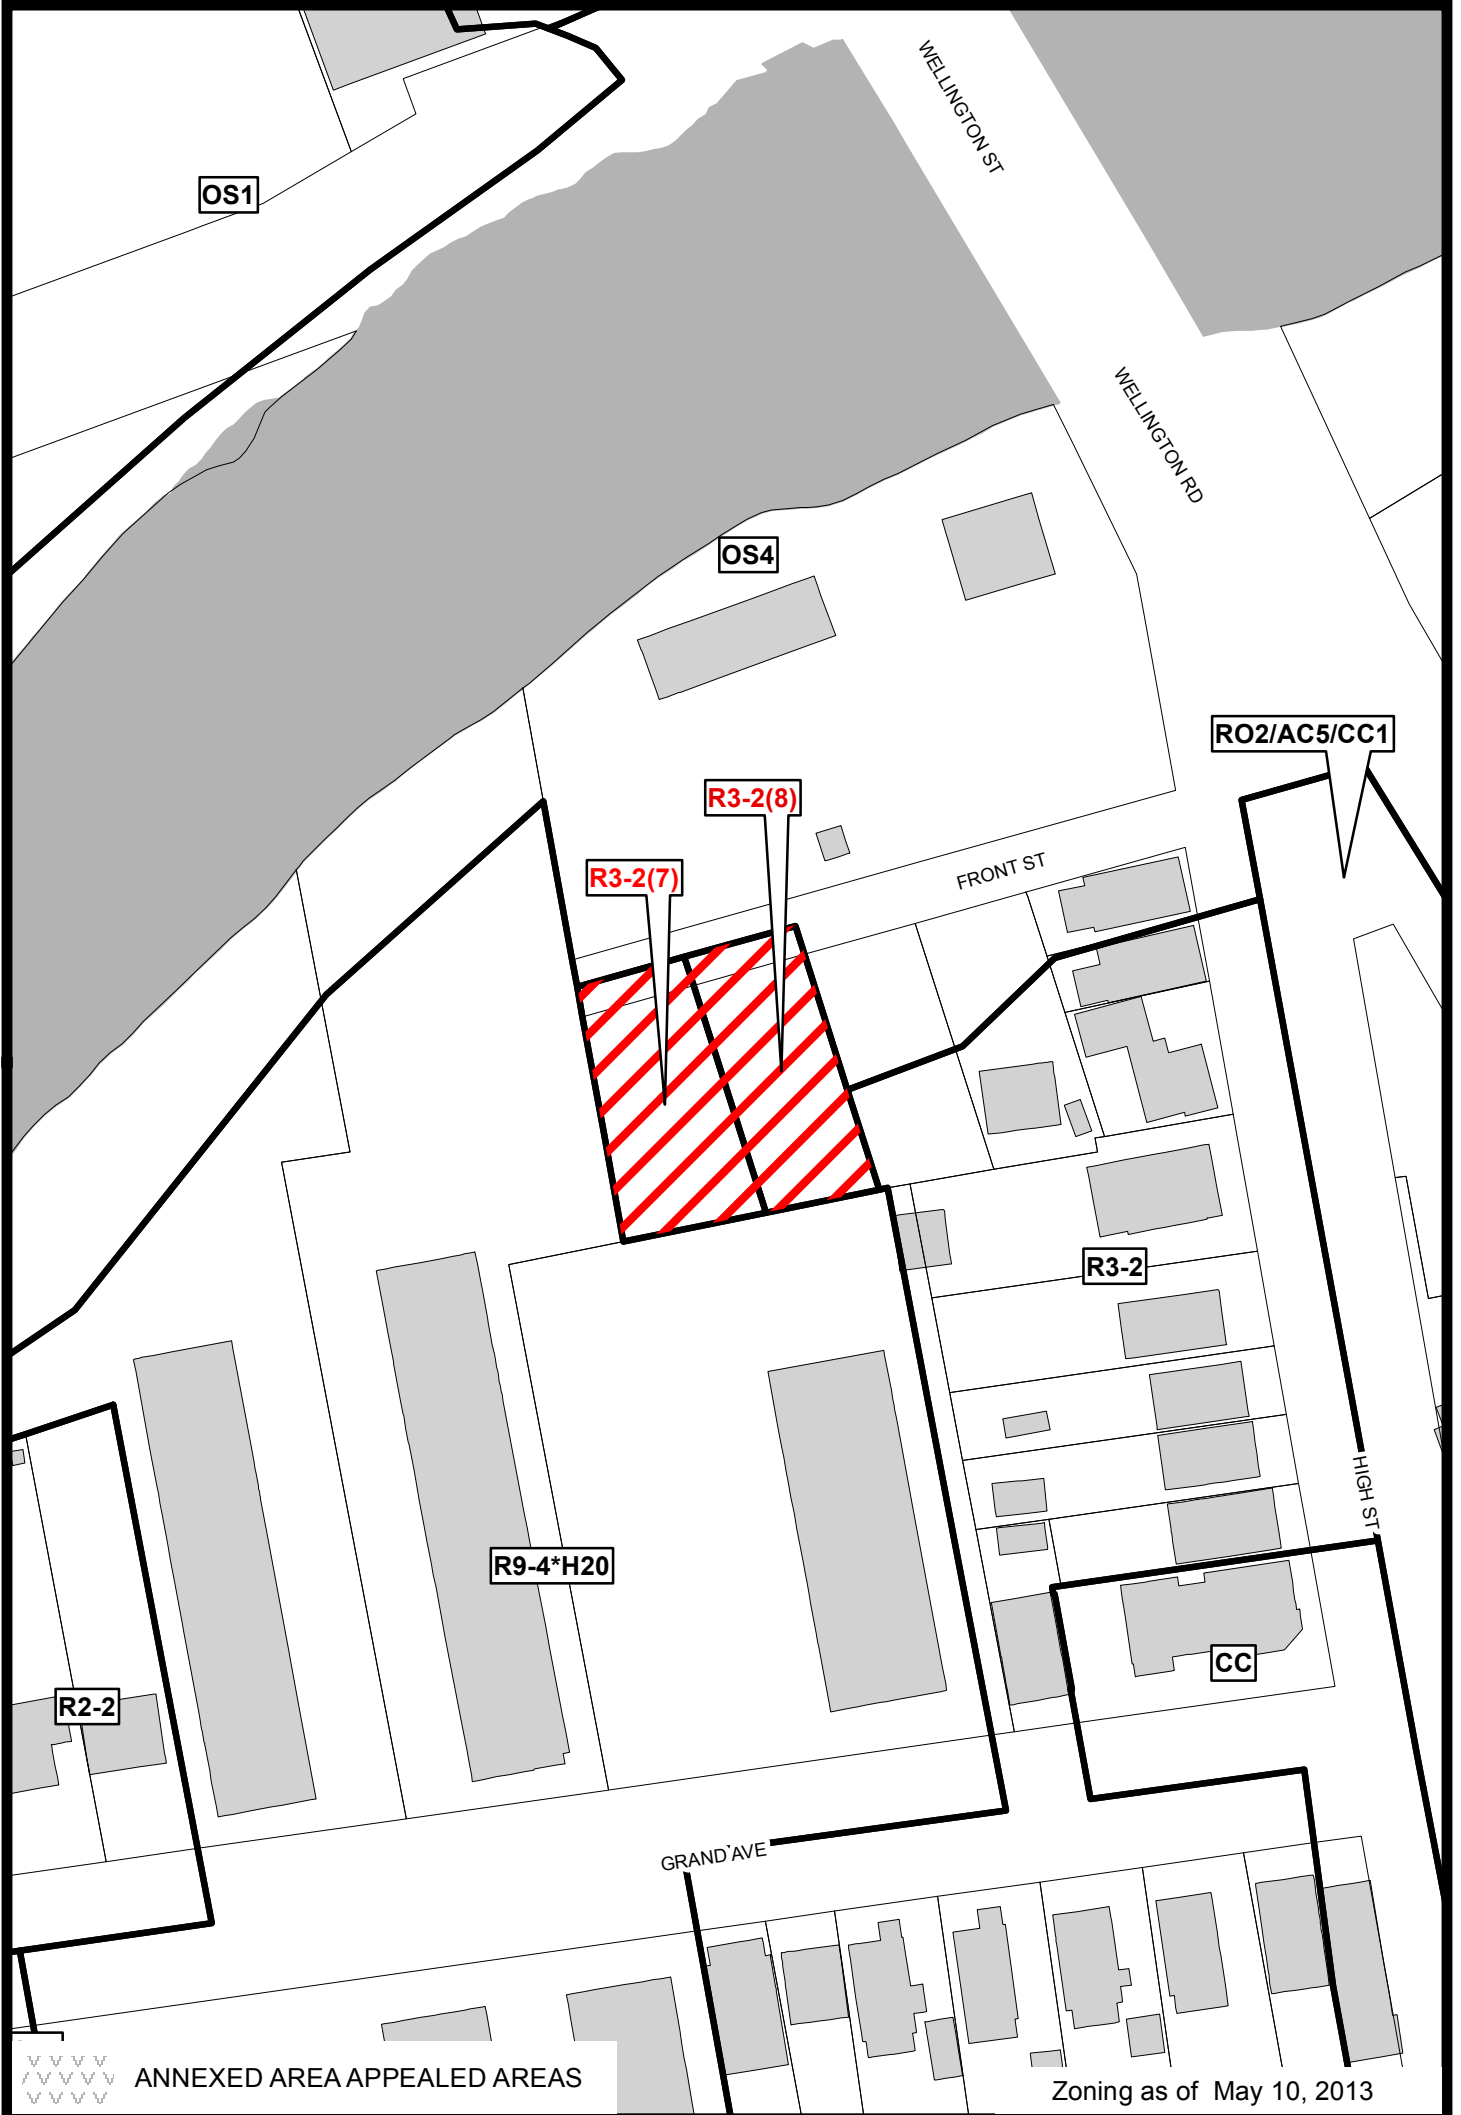 WELLINGTON ST
OS1
WELLINGTON RD
OS4
RO2/AC5/CC1
R3-2(8)
R3-2(7)
FRONT ST
R3-2
HIGH ST
R9-4*H20
CC
R2-2
GRAND AVE
ANNEXED AREA APPEALED AREAS
Zoning as of May 10, 2013